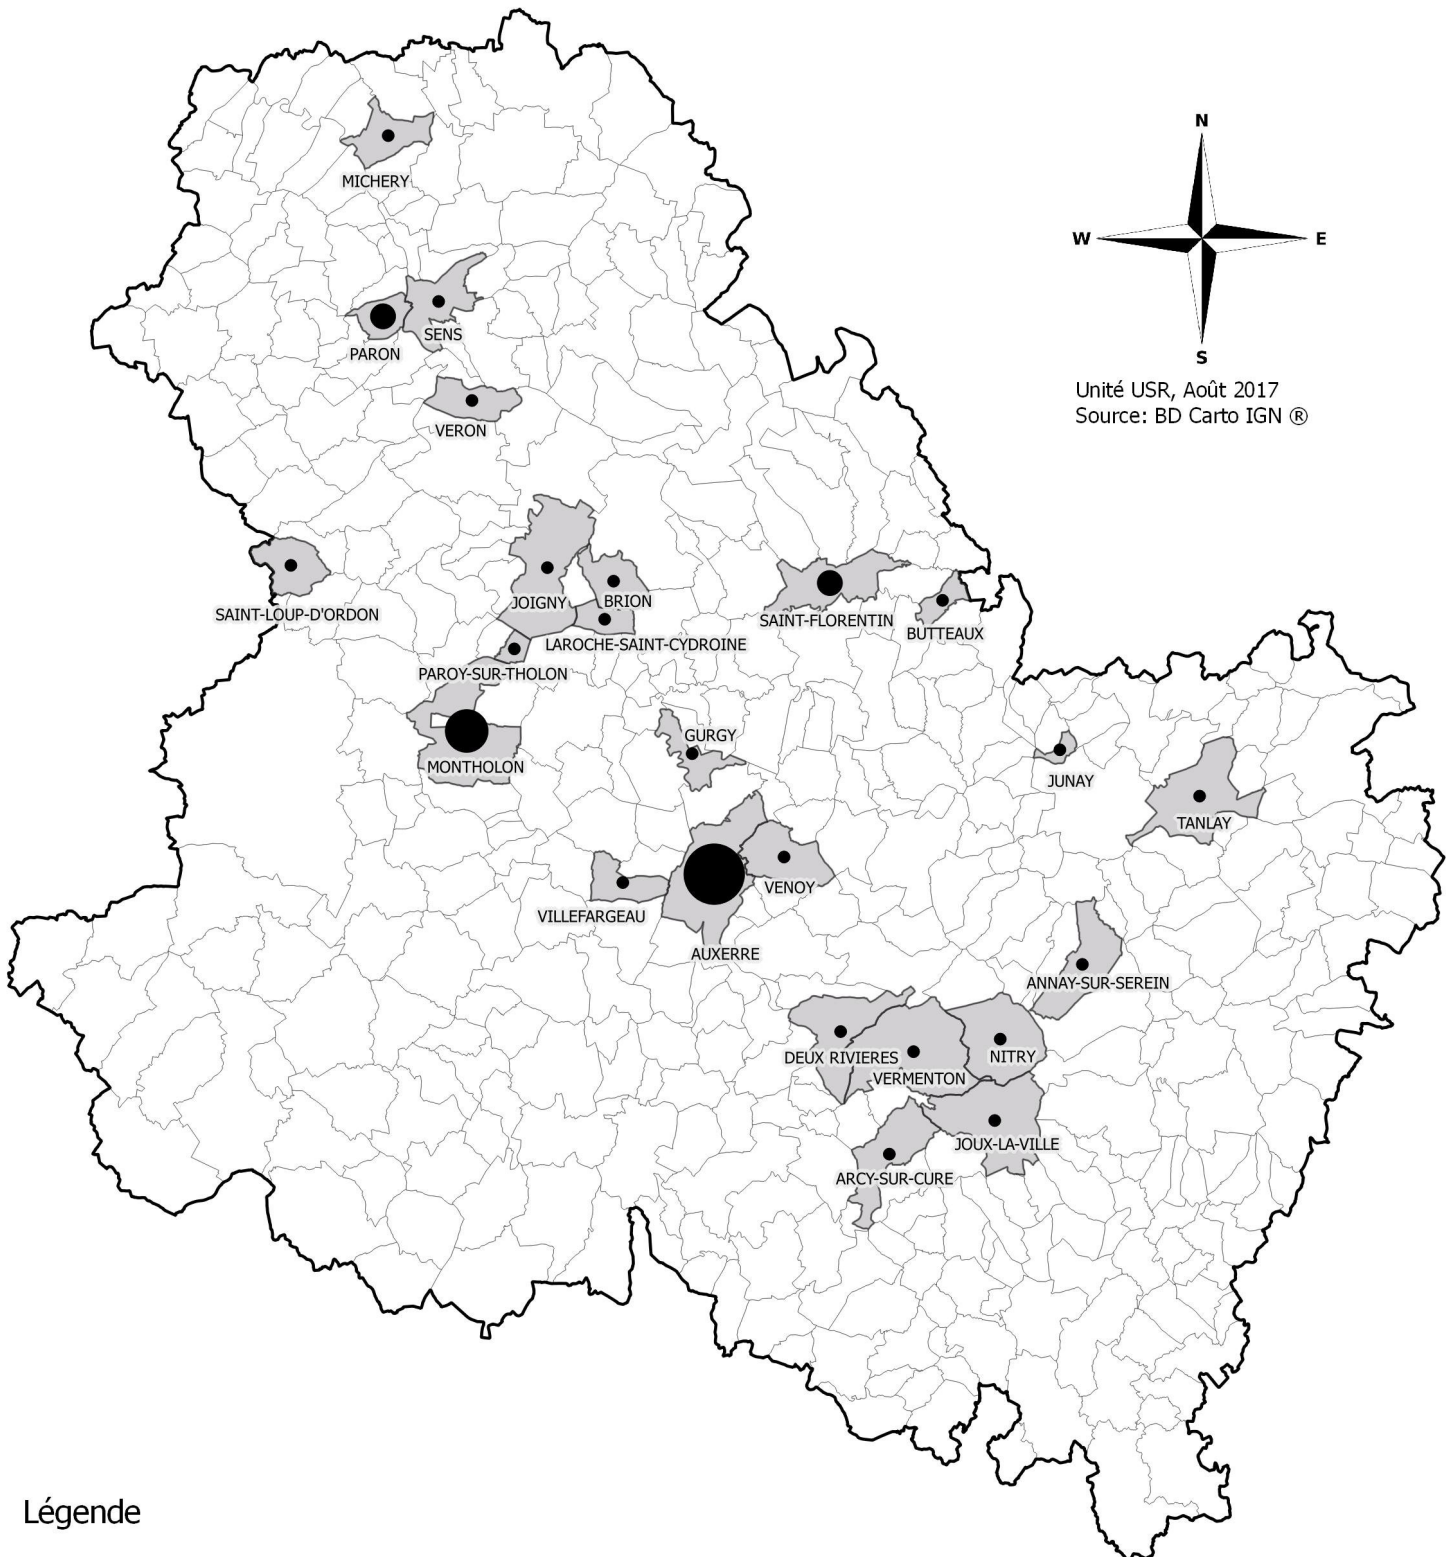 N
MICHERY
W
E
SENS
PARON
S
Unité USR, Août 2017
Source: BD Carto IGN ®
VERON
JOIGNY
BRION
SAINT-LOUP-D'ORDON
SAINT-FLORENTIN
BUTTEAUX
LAROCHE-SAINT-CYDROINE
PAROY-SUR-THOLON
GURGY
MONTHOLON
JUNAY
TANLAY
VENOY
VILLEFARGEAU
AUXERRE
ANNAY-SUR-SEREIN
DEUX RIVIERES
NITRY
VERMENTON
JOUX-LA-VILLE
ARCY-SUR-CURE
Légende